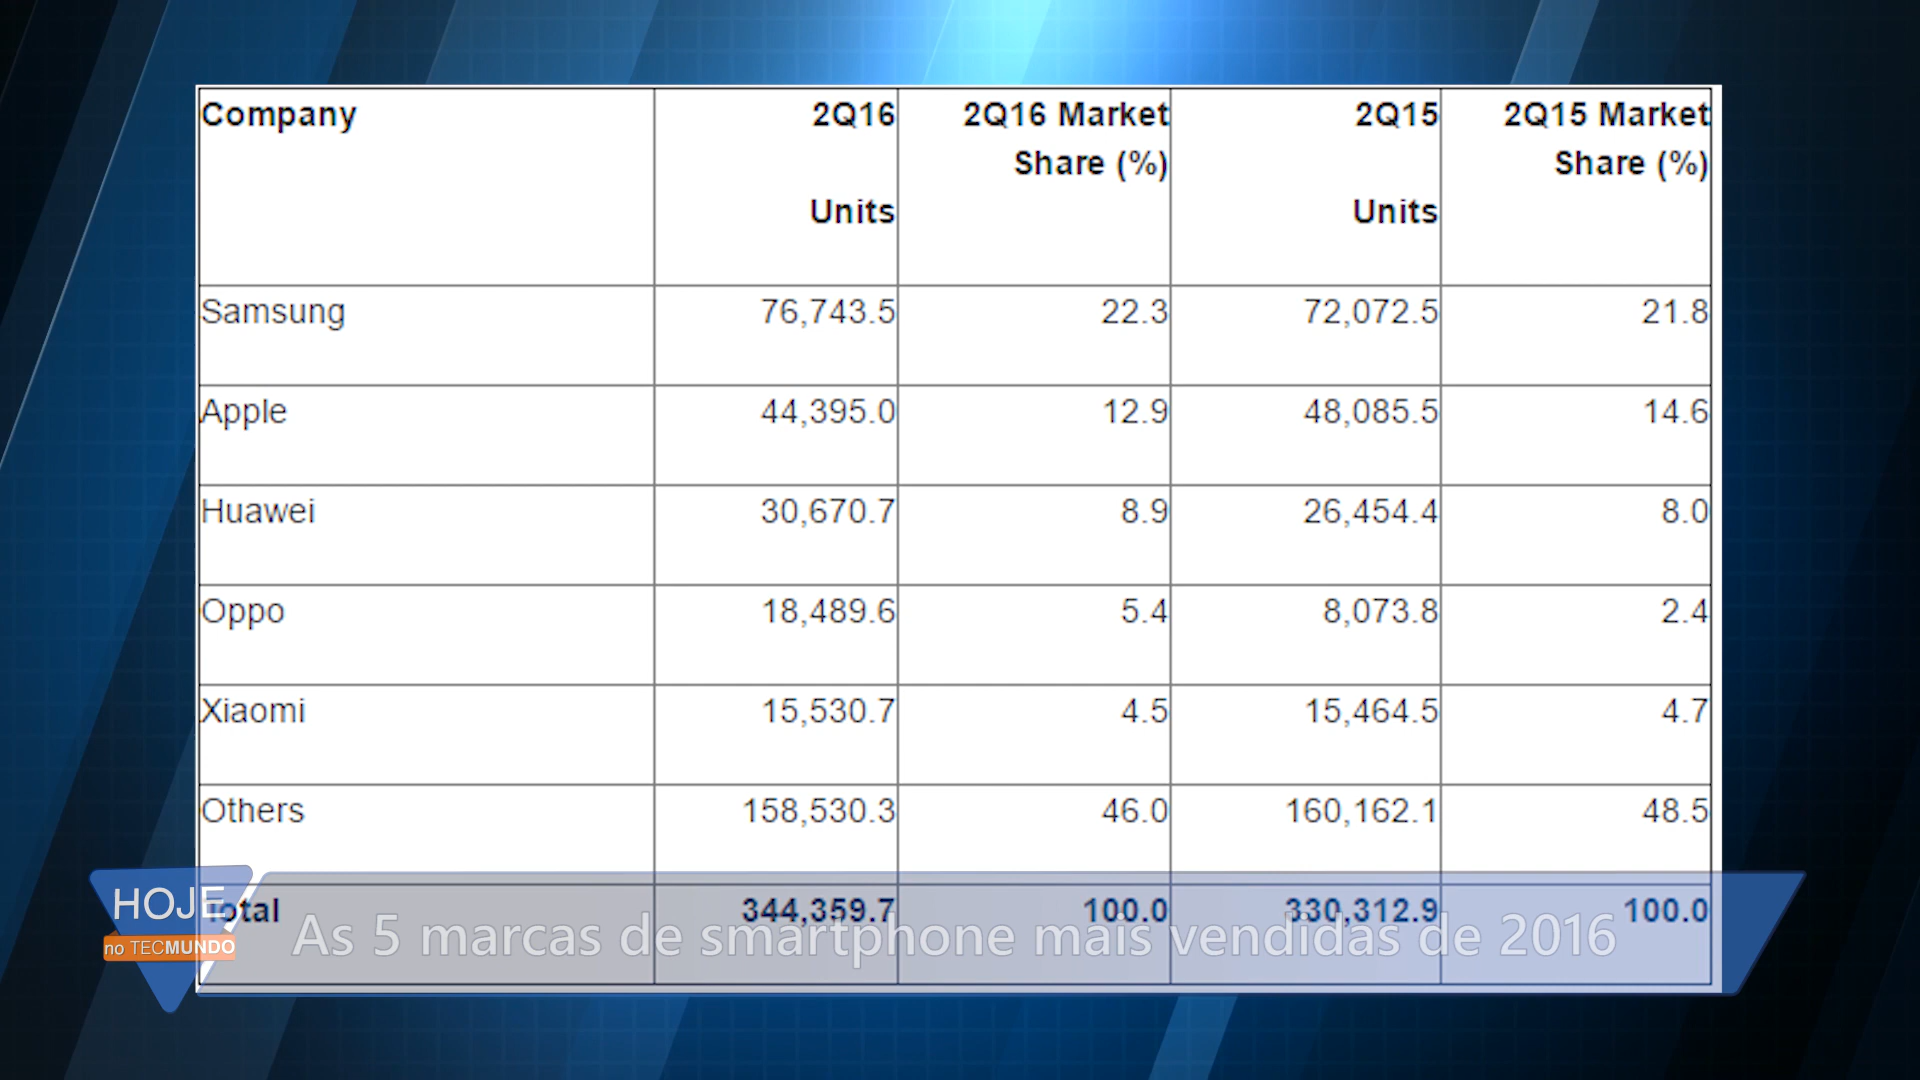 Company 2Q16 2Q16 Market 2Q15 2Q15 Market
Share (%) Share (%)
Units Units
Samsung 76,743.5 22.3 72,072.5 21.8
Apple 44,395.0 12.9 48,085.5 14.6
Huawei 30,670.7 8.9 26,454.4 8.0
Oppo 18,489.6 5.4 8,073.8 2.4
Xiaomi 15,530.7 4.5 15,464.5 4.7
Others 158,530.3 46.0 160,162.1 48.5
Total 344,359.7 100.0 330,312.9 100.0
HOJE
no TECMUNDO
As 5 marcas de smartphone mais vendidas de 2016